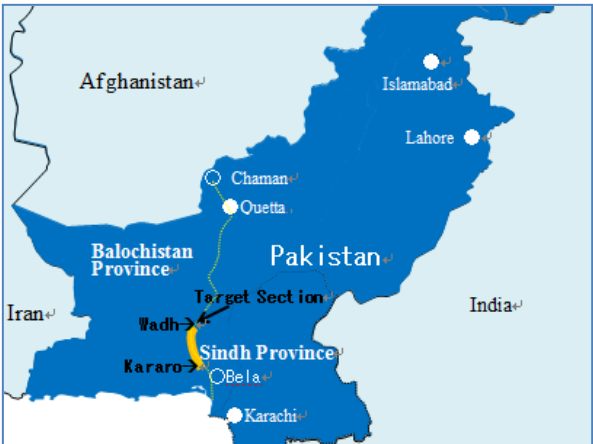 Afghanistan↵
Islamabad↵
Lahore ↵
Chaman↵
Quetta↵
Balochistan
Province↵
Pakistan↵
Target Section↵
Iran↵
India↵
Wadh→
Sindh Province↵
Kararo→
Bela↵
Karachi↵